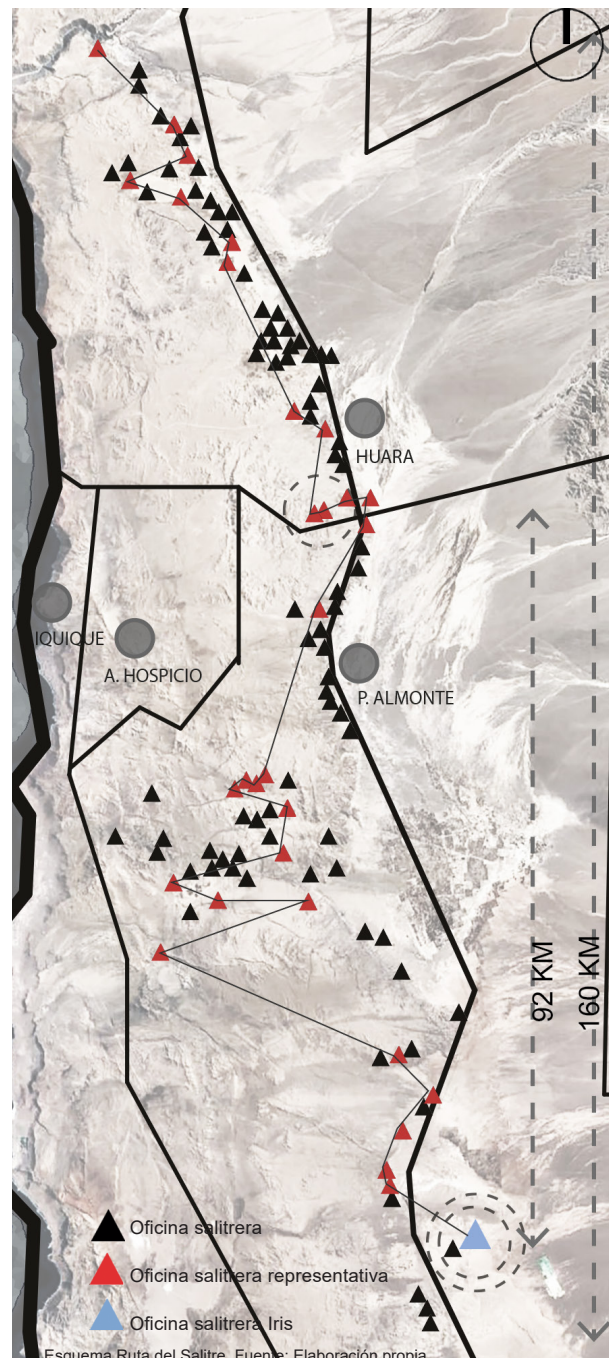 HUARA
IQUIQUE
A. HOSPICIO
P. ALMONTE
92 KM
160 KM
Oficina salitrera
Oficina salitrera representativa
Oficina salitrera Iris
Esquema Ruta del Salitre. Fuente: Elaboración propia